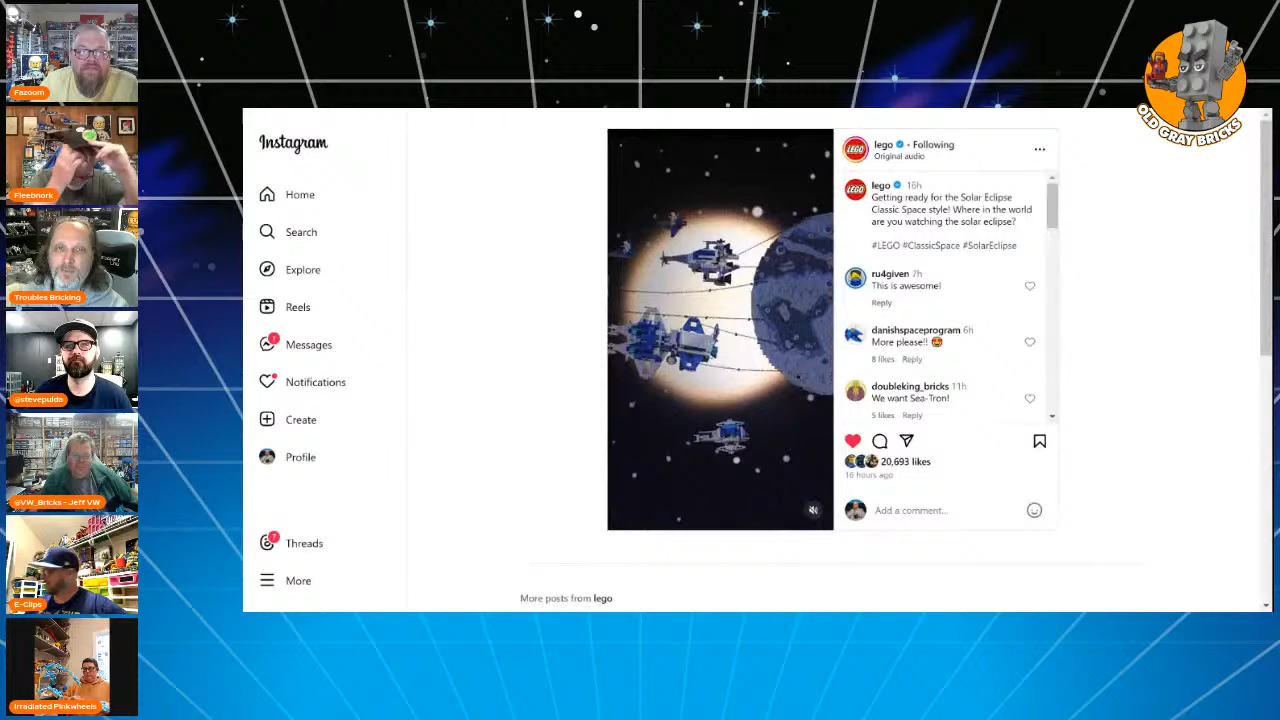 Fazoom
Fleebnork
Troubles Bricking
@stevepulda
@VW_Bricks - Jeff VW
E-Clips
Irradiated Pinkwheels
OLD GRAY BRICKS
Instagram
Home
Search
Explore
Reels
Messages
Notifications
Create
Profile
7
Threads
More
LEGO
lego • Following
Original audio
•••
LEGO
lego 16h
Getting ready for the Solar Eclipse
Classic Space style! Where in the world
are you watching the solar eclipse?
#LEGO #ClassicSpace #SolarEclipse
ru4given 7h
This is awesome!
Reply
danishspaceprogram 6h
More please!! 😍
8 likes Reply
doubleking_bricks 11h
We want Sea-Tron!
5 likes Reply
20,693 likes
16 hours ago
Add a comment...
More posts from lego